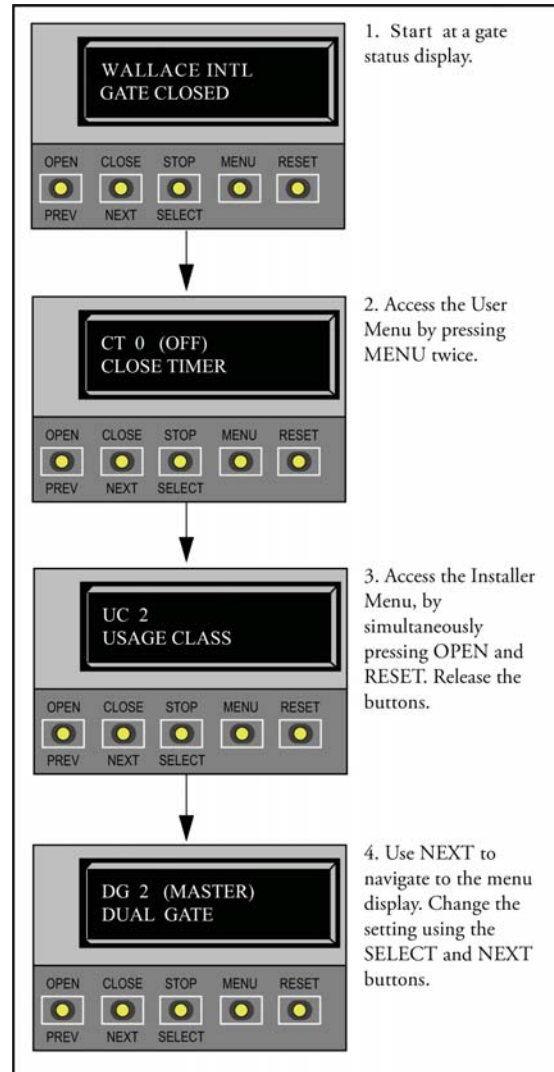 WALLACE INTL
GATE CLOSED
OPEN CLOSE STOP MENU RESET
PREV NEXT SELECT
1. Start at a gate
status display.
CT 0 (OFF)
CLOSE TIMER
OPEN CLOSE STOP MENU RESET
PREV NEXT SELECT
2. Access the User
Menu by pressing
MENU twice.
UC 2
USAGE CLASS
OPEN CLOSE STOP MENU RESET
PREV NEXT SELECT
3. Access the Installer
Menu, by
simultaneously
pressing OPEN and
RESET. Release the
buttons.
DG 2 (MASTER)
DUAL GATE
OPEN CLOSE STOP MENU RESET
PREV NEXT SELECT
4. Use NEXT to
navigate to the menu
display. Change the
setting using the
SELECT and NEXT
buttons.